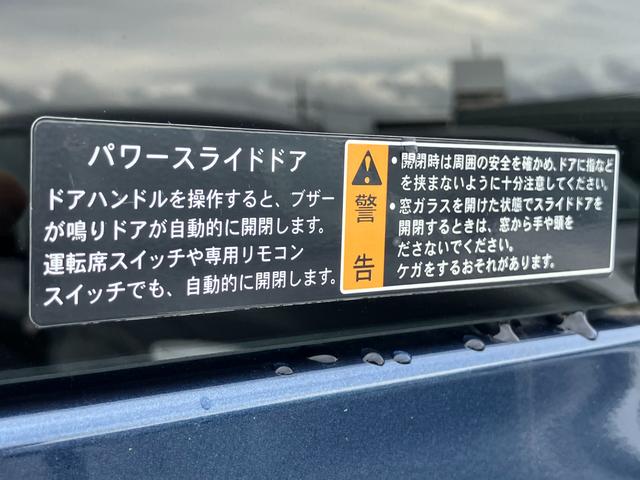 パワースライドドア
ドアハンドルを操作すると、ブザー
が鳴りドアが自動的に開閉します。
運転席スイッチや専用リモコン
スイッチでも、自動的に開閉します。
警告
・開閉時は周囲の安全を確かめ、ドアに指など
を挟まないように十分注意してください。
・窓ガラスを開けた状態でスライドドアを
開閉するときは、窓から手や頭を
ださないでください。
ケガをするおそれがあります。